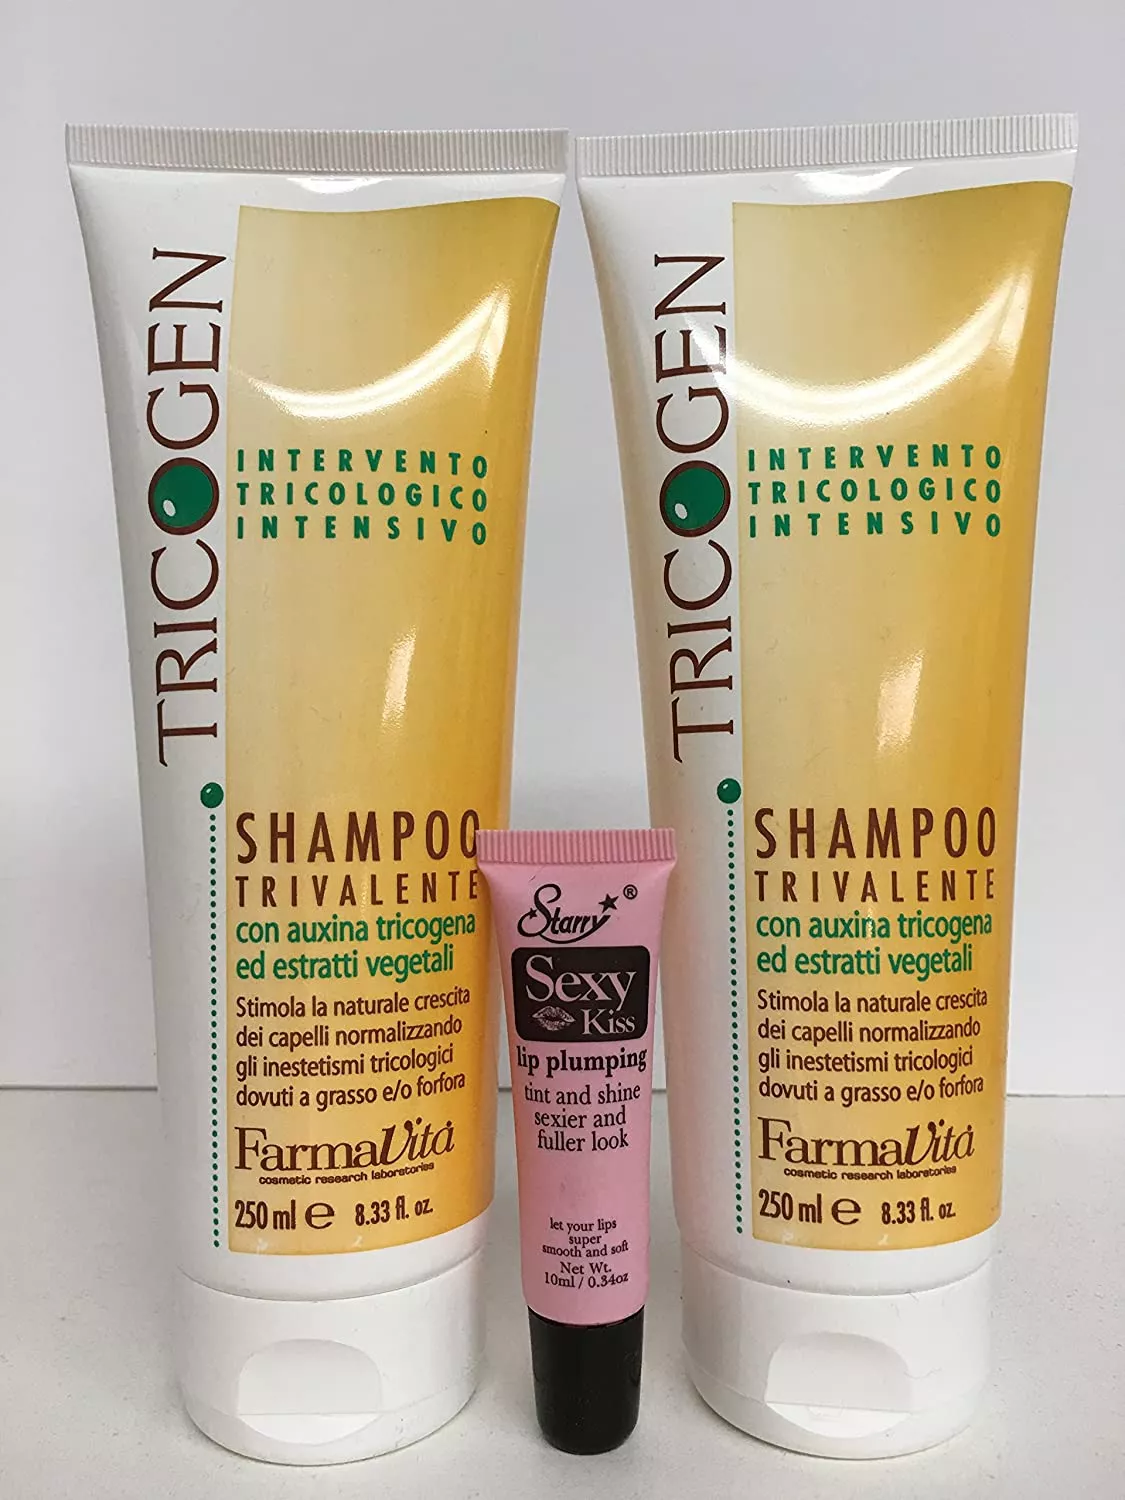 TRICOGEN
INTERVENTO
TRICOLOGICO
INTENSIVO
SHAMPOO
TRIVALENTE
con auxina tricogena
ed estratti vegetali
Stimola la naturale crescita
dei capelli normalizzando
gli inestetismi tricologici
dovuti a grasso e/o forfora
FarmaVita
cosmetic research laboratories
250 ml e 8.33 fl. oz.
Starry®
Sexy
Kiss
lip plumping
tint and shine
sexier and
fuller look
let your lips
super
smooth and soft
Net Wt.
10ml / 0.34oz
TRICOGEN
INTERVENTO
TRICOLOGICO
INTENSIVO
SHAMPOO
TRIVALENTE
con auxina tricogena
ed estratti vegetali
Stimola la naturale crescita
dei capelli normalizzando
gli inestetismi tricologici
dovuti a grasso e/o forfora
FarmaVita
cosmetic research laboratories
250 ml e 8.33 fl. oz.